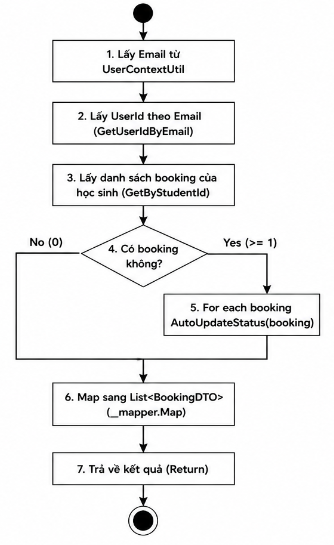 1. Lấy Email từ
UserContextUtil
2. Lấy UserId theo Email
(GetUserIdByEmail)
3. Lấy danh sách booking của
học sinh (GetByStudentId)
No (0)
4. Có booking
không?
Yes (>= 1)
5. For each booking
AutoUpdateStatus(booking)
6. Map sang List<BookingDTO>
(__mapper.Map)
7. Trả về kết quả (Return)